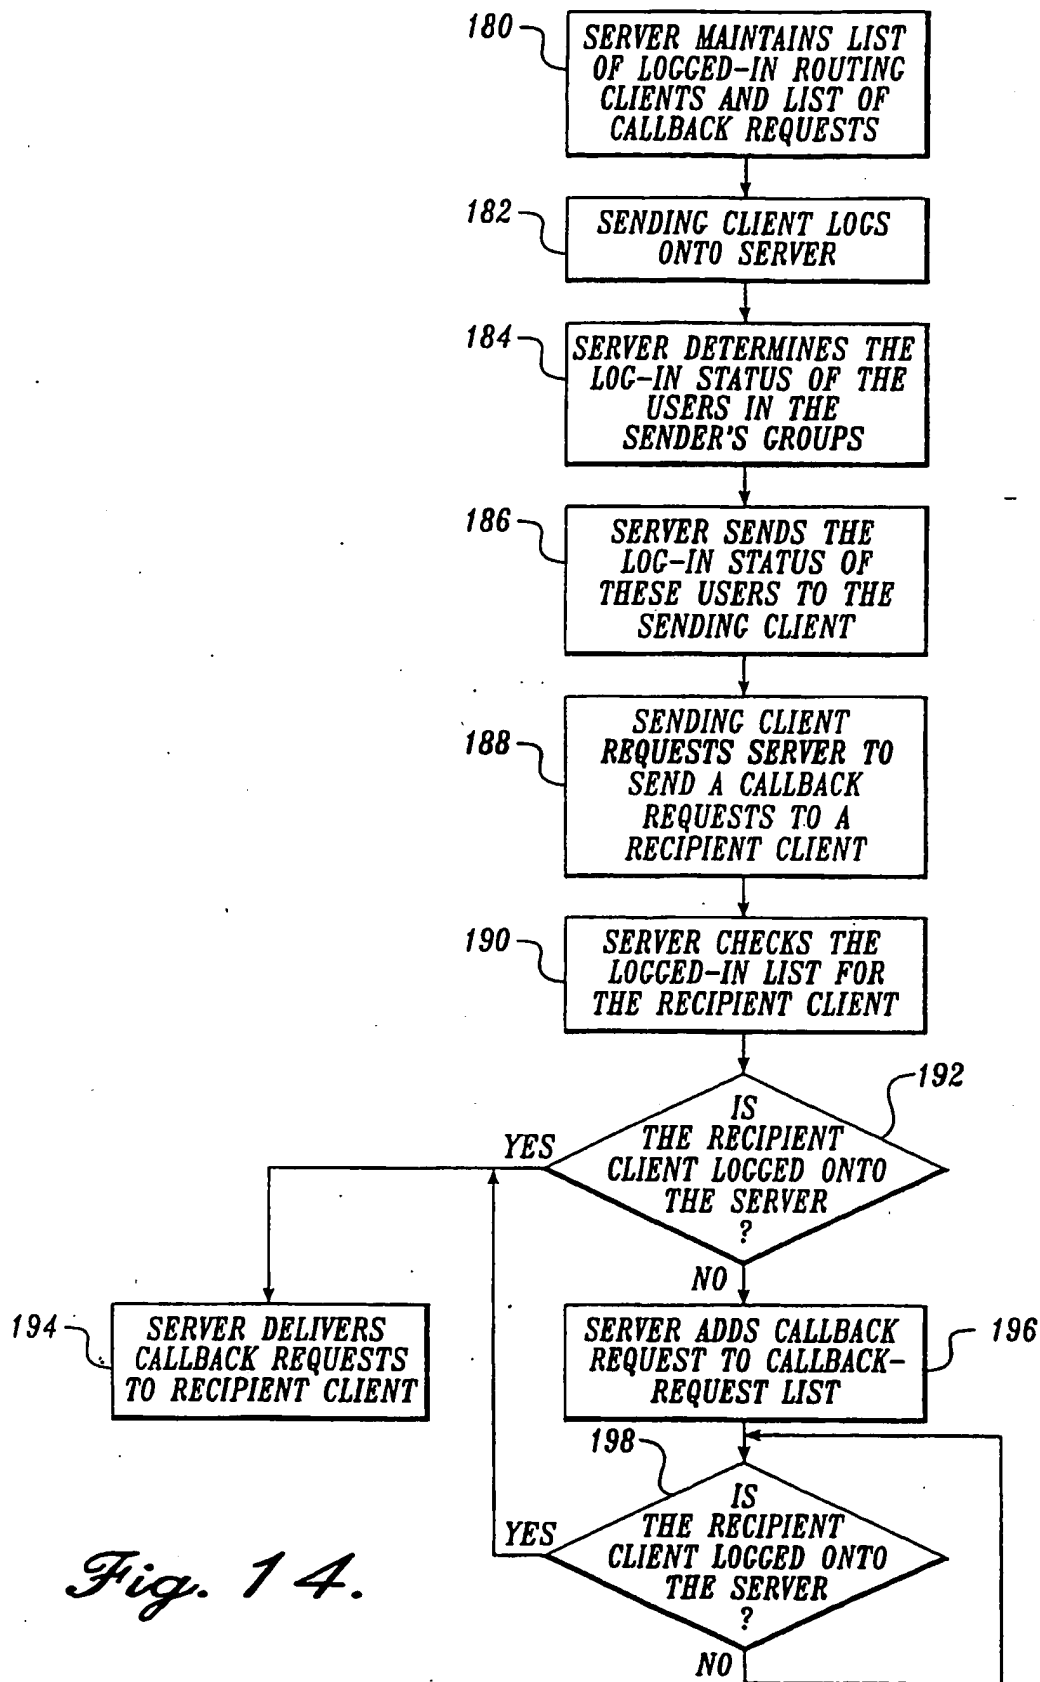 180
SERVER MAINTAINS LIST
OF LOGGED-IN ROUTING
CLIENTS AND LIST OF
CALLBACK REQUESTS
182
SENDING CLIENT LOGS
ONTO SERVER
184
SERVER DETERMINES THE
LOG-IN STATUS OF THE
USERS IN THE
SENDER'S GROUPS
186
SERVER SENDS THE
LOG-IN STATUS OF
THESE USERS TO THE
SENDING CLIENT
188
SENDING CLIENT
REQUESTS SERVER TO
SEND A CALLBACK
REQUESTS TO A
RECIPIENT CLIENT
190
SERVER CHECKS THE
LOGGED-IN LIST FOR
THE RECIPIENT CLIENT
192
IS
THE RECIPIENT
CLIENT LOGGED ONTO
THE SERVER
?
YES
NO
194
SERVER DELIVERS
CALLBACK REQUESTS
TO RECIPIENT CLIENT
196
SERVER ADDS CALLBACK
REQUEST TO CALLBACK-
REQUEST LIST
198
IS
THE RECIPIENT
CLIENT LOGGED ONTO
THE SERVER
?
YES
NO
Fig. 14.